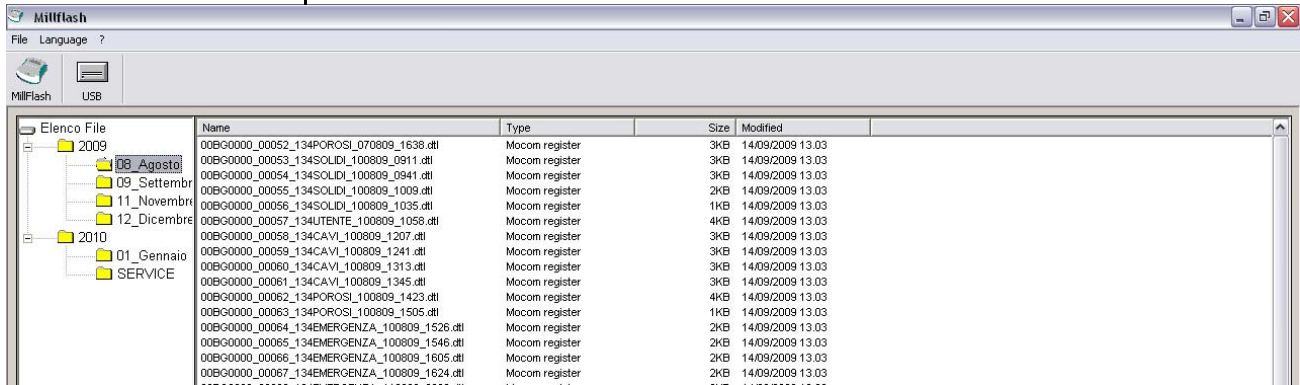 Millflash
File Language ?
MillFlash USB
Elenco File
2009
08_Agosto
09_Settembr
11_Novembre
12_Dicembre
2010
01_Gennaio
SERVICE
Name Type Size Modified
00BG0000_00052_134POROSI_070809_1638.dtl Mocom register 3KB 14/09/2009 13.03
00BG0000_00053_134SOLIDI_100809_0911.dtl Mocom register 3KB 14/09/2009 13.03
00BG0000_00054_134SOLIDI_100809_0941.dtl Mocom register 3KB 14/09/2009 13.03
00BG0000_00055_134SOLIDI_100809_1009.dtl Mocom register 2KB 14/09/2009 13.03
00BG0000_00056_134SOLIDI_100809_1035.dtl Mocom register 1KB 14/09/2009 13.03
00BG0000_00057_134UTENTE_100809_1058.dtl Mocom register 4KB 14/09/2009 13.03
00BG0000_00058_134CAVI_100809_1207.dtl Mocom register 3KB 14/09/2009 13.03
00BG0000_00059_134CAVI_100809_1241.dtl Mocom register 3KB 14/09/2009 13.03
00BG0000_00060_134CAVI_100809_1313.dtl Mocom register 3KB 14/09/2009 13.03
00BG0000_00061_134CAVI_100809_1345.dtl Mocom register 3KB 14/09/2009 13.03
00BG0000_00062_134POROSI_100809_1423.dtl Mocom register 4KB 14/09/2009 13.03
00BG0000_00063_134POROSI_100809_1505.dtl Mocom register 1KB 14/09/2009 13.03
00BG0000_00064_134EMERGENZA_100809_1526.dtl Mocom register 2KB 14/09/2009 13.03
00BG0000_00065_134EMERGENZA_100809_1546.dtl Mocom register 2KB 14/09/2009 13.03
00BG0000_00066_134EMERGENZA_100809_1605.dtl Mocom register 2KB 14/09/2009 13.03
00BG0000_00067_134EMERGENZA_100809_1624.dtl Mocom register 2KB 14/09/2009 13.03